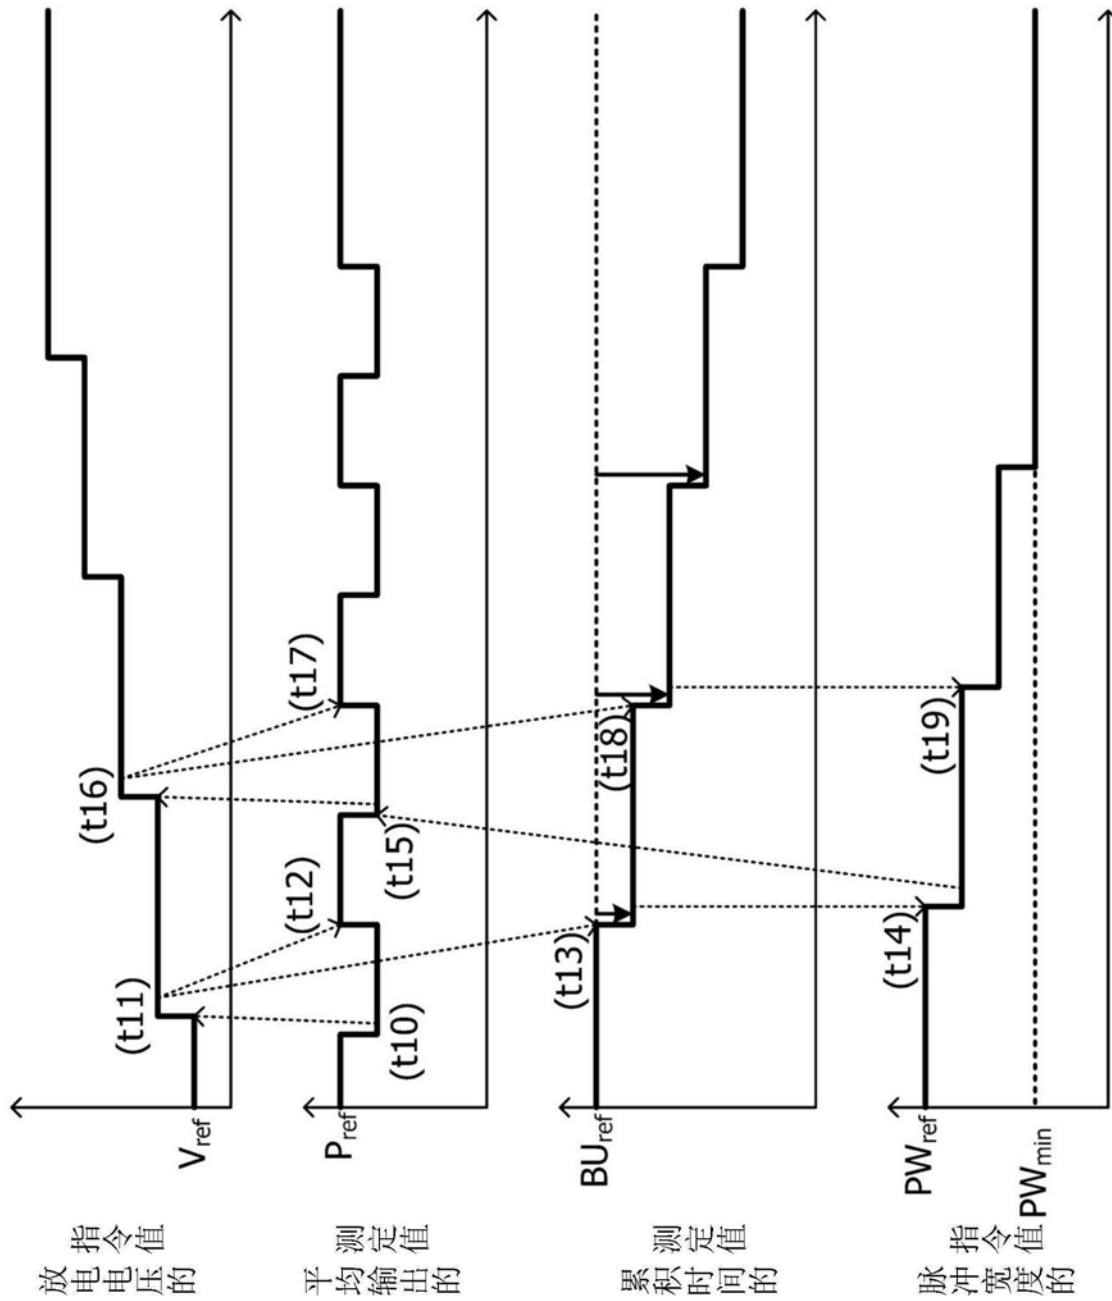 放电电压的
指令值
V_ref
(t11)
(t16)
平均输出的
测定值
P_ref
(t10)
(t12)
(t15)
(t17)
累积时间的
测定值
BU_ref
(t13)
(t18)
脉冲宽度的
指令值
PW_ref
PW_min
(t14)
(t19)